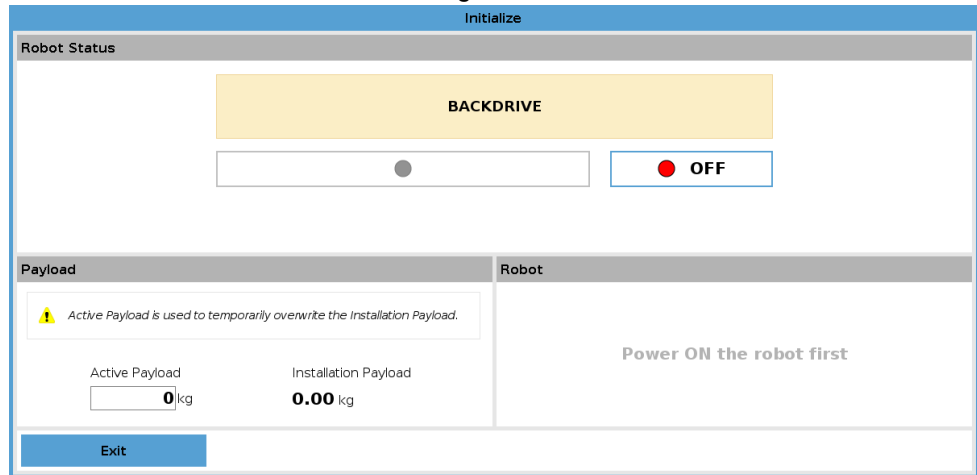 Initialize
Robot Status
BACKDRIVE
OFF
Payload
Robot
Active Payload is used to temporarily overwrite the Installation Payload.
Power ON the robot first
Active Payload Installation Payload
0 kg 0.00 kg
Exit